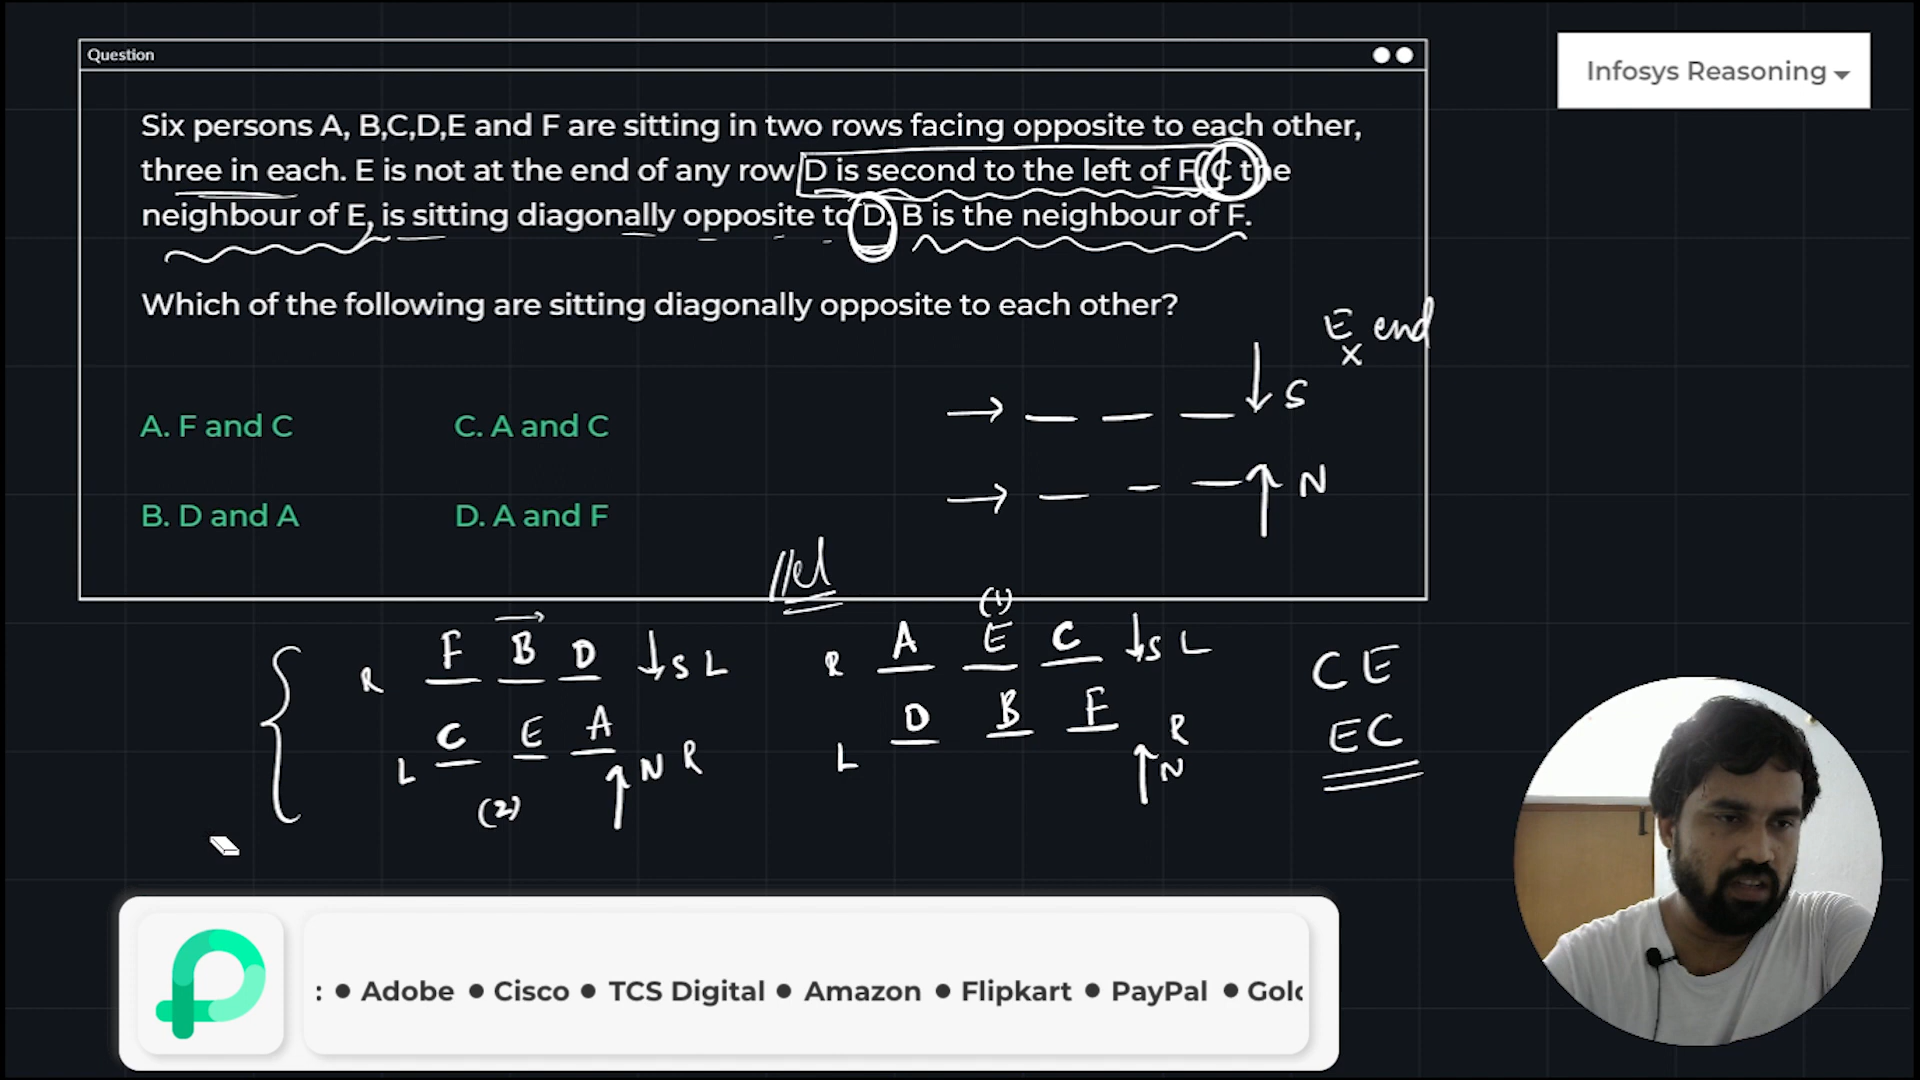 Question
Infosys Reasoning
Six persons A, B,C,D,E and F are sitting in two rows facing opposite to each other,
three in each. E is not at the end of any row D is second to the left of F. C the
neighbour of E, is sitting diagonally opposite to D. B is the neighbour of F.
Which of the following are sitting diagonally opposite to each other?
E end
x
S
A. F and C
C. A and C
N
B. D and A
D. A and F
llel
R F B D S L
L C E A N R
(2)
(1)
R A E C S L
L D B F R
N
C E
E C
: • Adobe • Cisco • TCS Digital • Amazon • Flipkart • PayPal • Gold